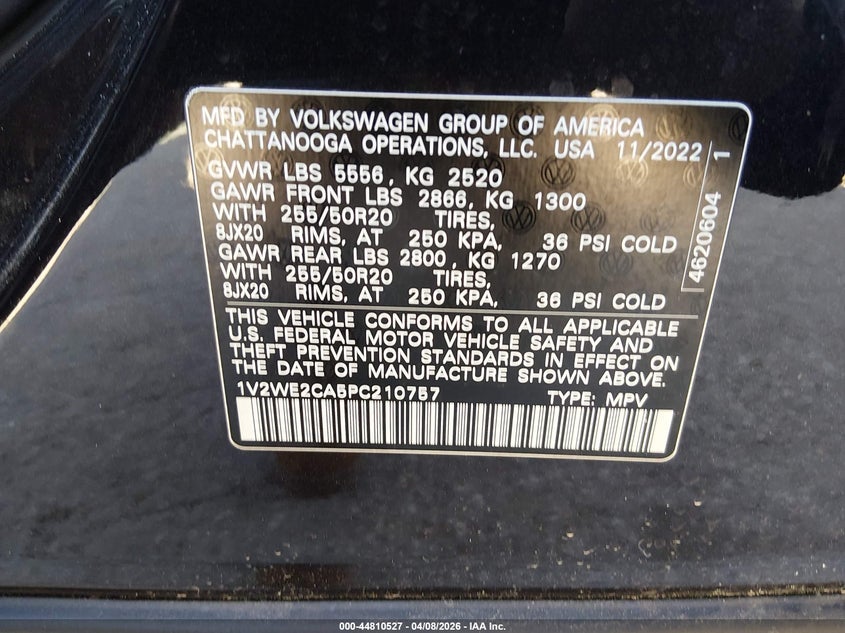 MFD BY VOLKSWAGEN GROUP OF AMERICA
CHATTANOOGA OPERATIONS, LLC. USA 11/2022
GVWR LBS 5556, KG 2520
GAWR FRONT LBS 2866, KG 1300
WITH 255/50R20 TIRES,
8JX20 RIMS, AT 250 KPA, 36 PSI COLD
GAWR REAR LBS 2800, KG 1270
WITH 255/50R20 TIRES,
8JX20 RIMS, AT 250 KPA, 36 PSI COLD
4620604 1
THIS VEHICLE CONFORMS TO ALL APPLICABLE
U.S. FEDERAL MOTOR VEHICLE SAFETY AND
THEFT PREVENTION STANDARDS IN EFFECT ON
THE DATE OF MANUFACTURE SHOWN ABOVE.
1V2WE2CA5PC210757 TYPE: MPV
000-44810527 - 04/08/2026 - IAA Inc.